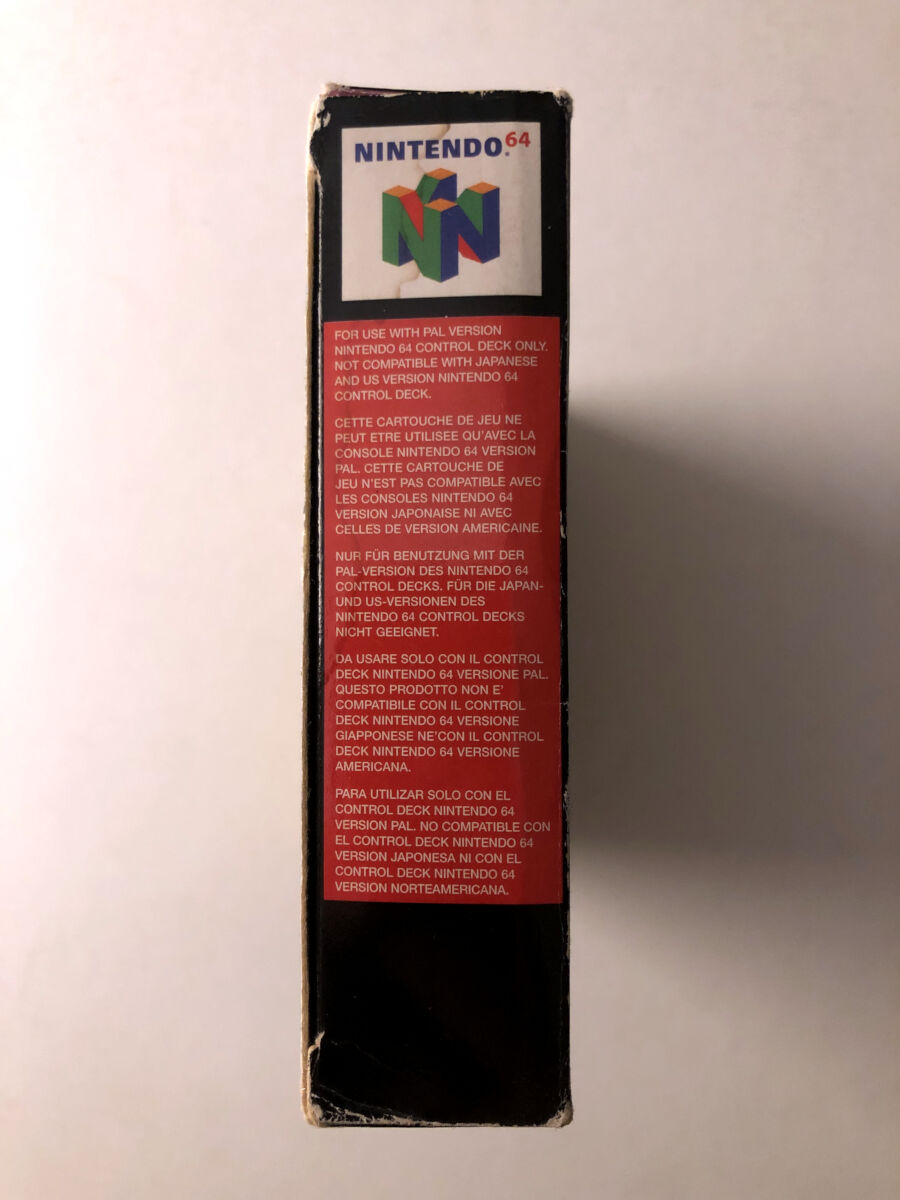 NINTENDO 64
FOR USE WITH PAL VERSION
NINTENDO 64 CONTROL DECK ONLY.
NOT COMPATIBLE WITH JAPANESE
AND US VERSION NINTENDO 64
CONTROL DECK.
CETTE CARTOUCHE DE JEU NE
PEUT ETRE UTILISEE QU'AVEC LA
CONSOLE NINTENDO 64 VERSION
PAL. CETTE CARTOUCHE DE
JEU N'EST PAS COMPATIBLE AVEC
LES CONSOLES NINTENDO 64
VERSION JAPONAISE NI AVEC
CELLES DE VERSION AMERICAINE.
NUR FÜR BENUTZUNG MIT DER
PAL-VERSION DES NINTENDO 64
CONTROL DECKS. FÜR DIE JAPAN-
UND US-VERSIONEN DES
NINTENDO 64 CONTROL DECKS
NICHT GEEIGNET.
DA USARE SOLO CON IL CONTROL
DECK NINTENDO 64 VERSIONE PAL.
QUESTO PRODOTTO NON E'
COMPATIBILE CON IL CONTROL
DECK NINTENDO 64 VERSIONE
GIAPPONESE NE'CON IL CONTROL
DECK NINTENDO 64 VERSIONE
AMERICANA.
PARA UTILIZAR SOLO CON EL
CONTROL DECK NINTENDO 64
VERSION PAL. NO COMPATIBLE CON
EL CONTROL DECK NINTENDO 64
VERSION JAPONESA NI CON EL
CONTROL DECK NINTENDO 64
VERSION NORTEAMERICANA.